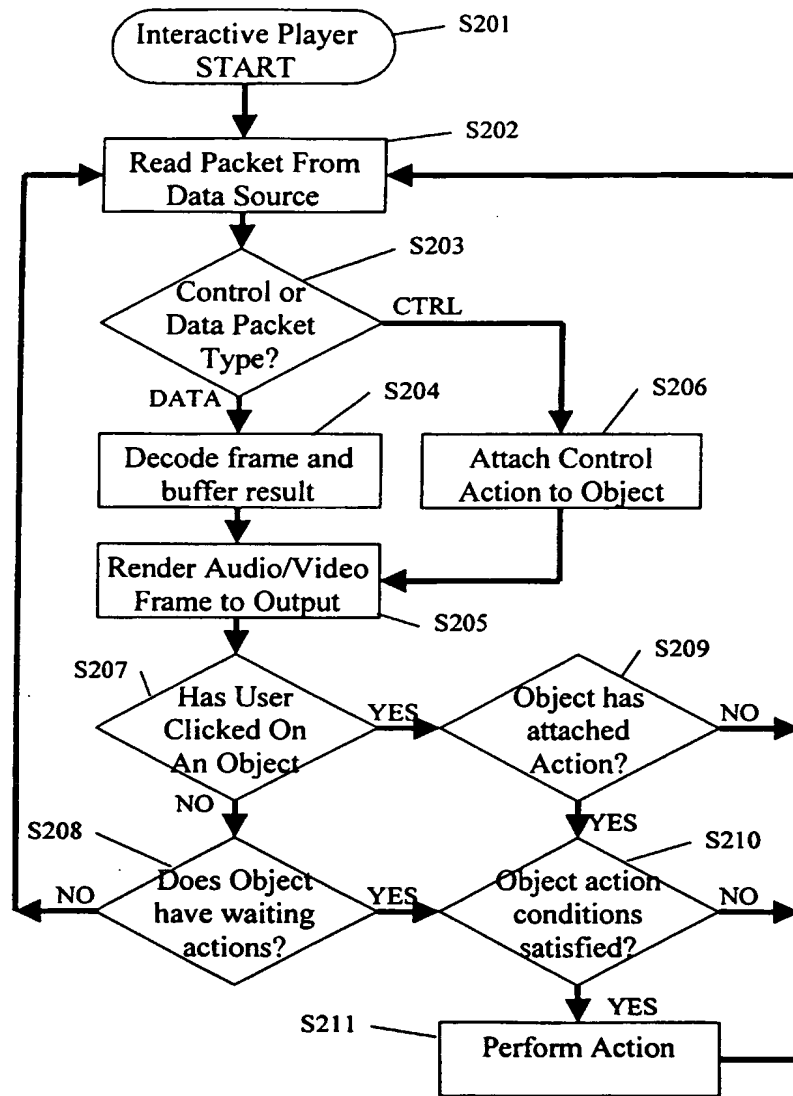 Interactive Player
START
S201
S202
Read Packet From
Data Source
S203
Control or
Data Packet
Type?
CTRL
DATA
S204
S206
Decode frame and
buffer result
Attach Control
Action to Object
Render Audio/Video
Frame to Output
S205
S207
Has User
Clicked On
An Object
YES
S209
Object has
attached
Action?
NO
NO
YES
S208
Does Object
have waiting
actions?
NO
YES
S210
Object action
conditions
satisfied?
NO
YES
S211
Perform Action